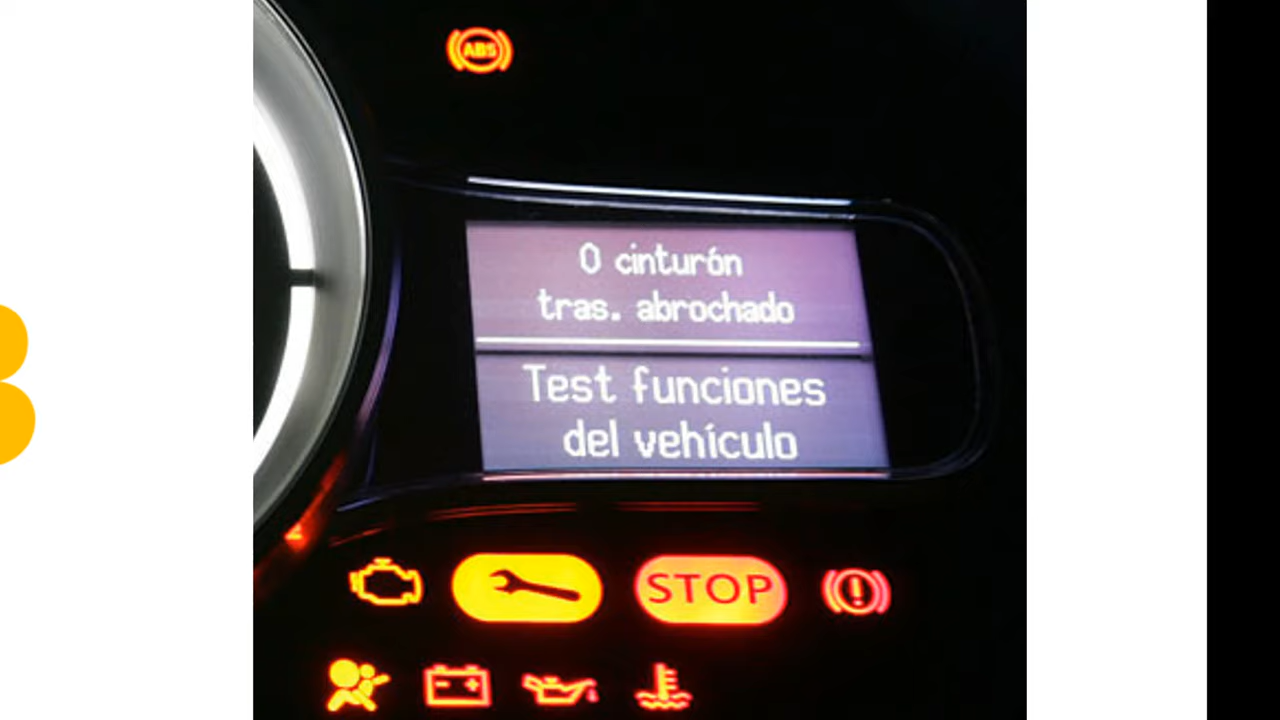 ABS
0 cinturón
tras. abrochado
Test funciones
del vehículo
STOP